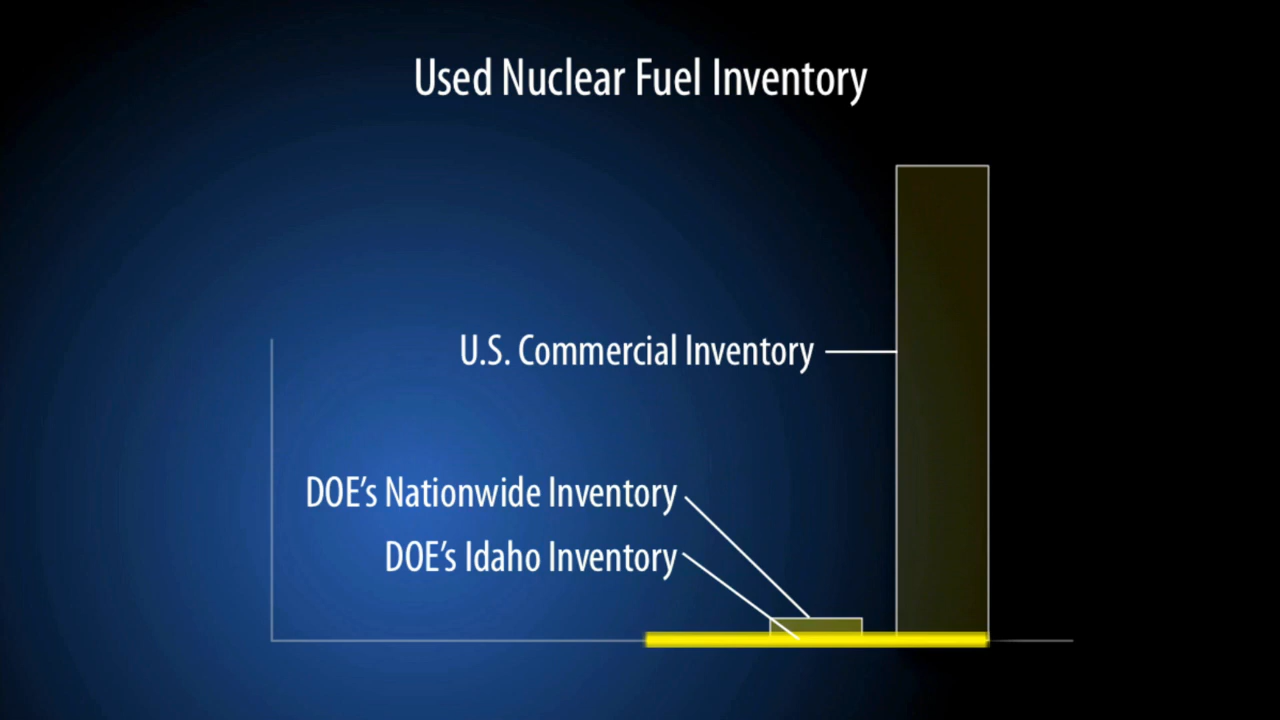 Used Nuclear Fuel Inventory
U.S. Commercial Inventory
DOE’s Nationwide Inventory
DOE’s Idaho Inventory